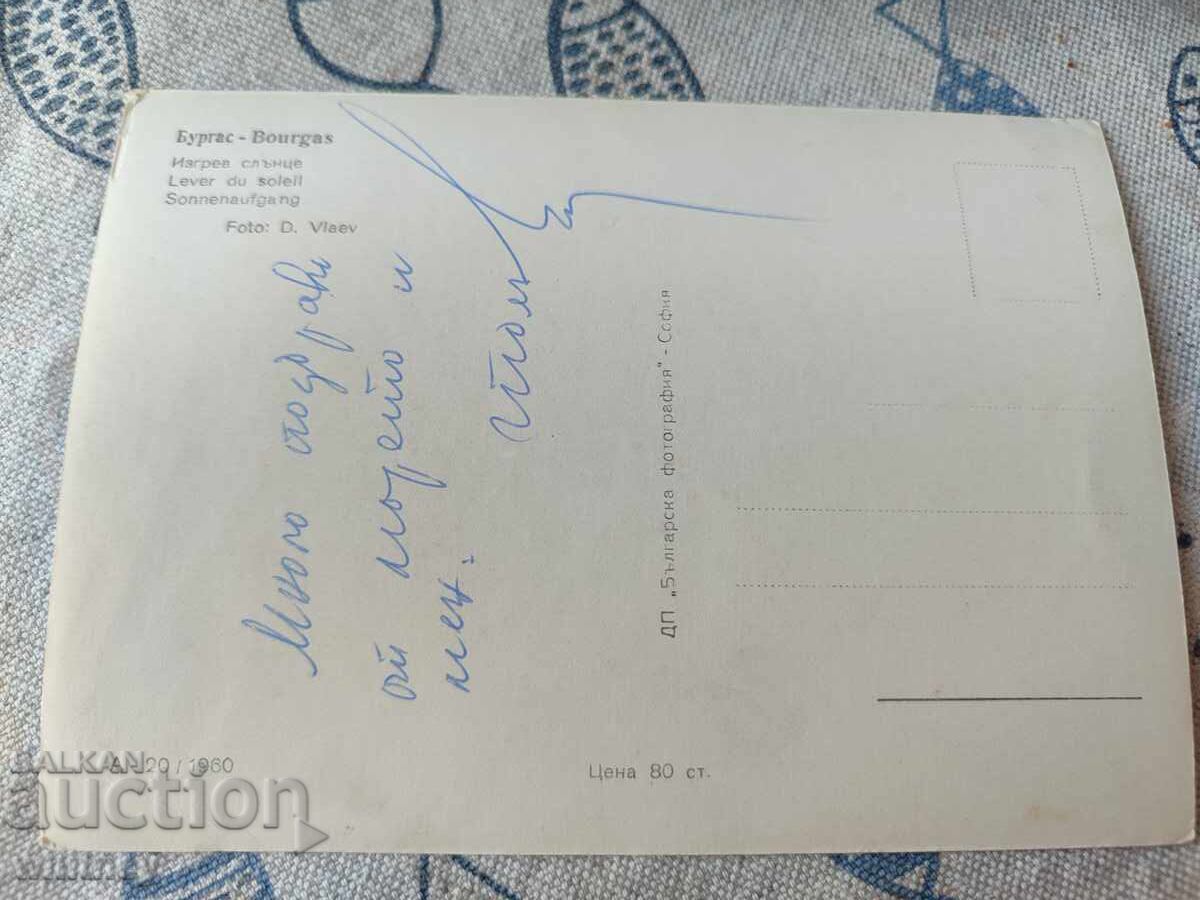 Бургас - Bourgas
Изгрев слънце
Lever du soleil
Sonnenaufgang
Foto: D. Vlaev
Много поздрави
от морето и
мен.
ДП „Българска фотография“ - София
20 / 1960
Цена 80 ст.
BALKAN
auction